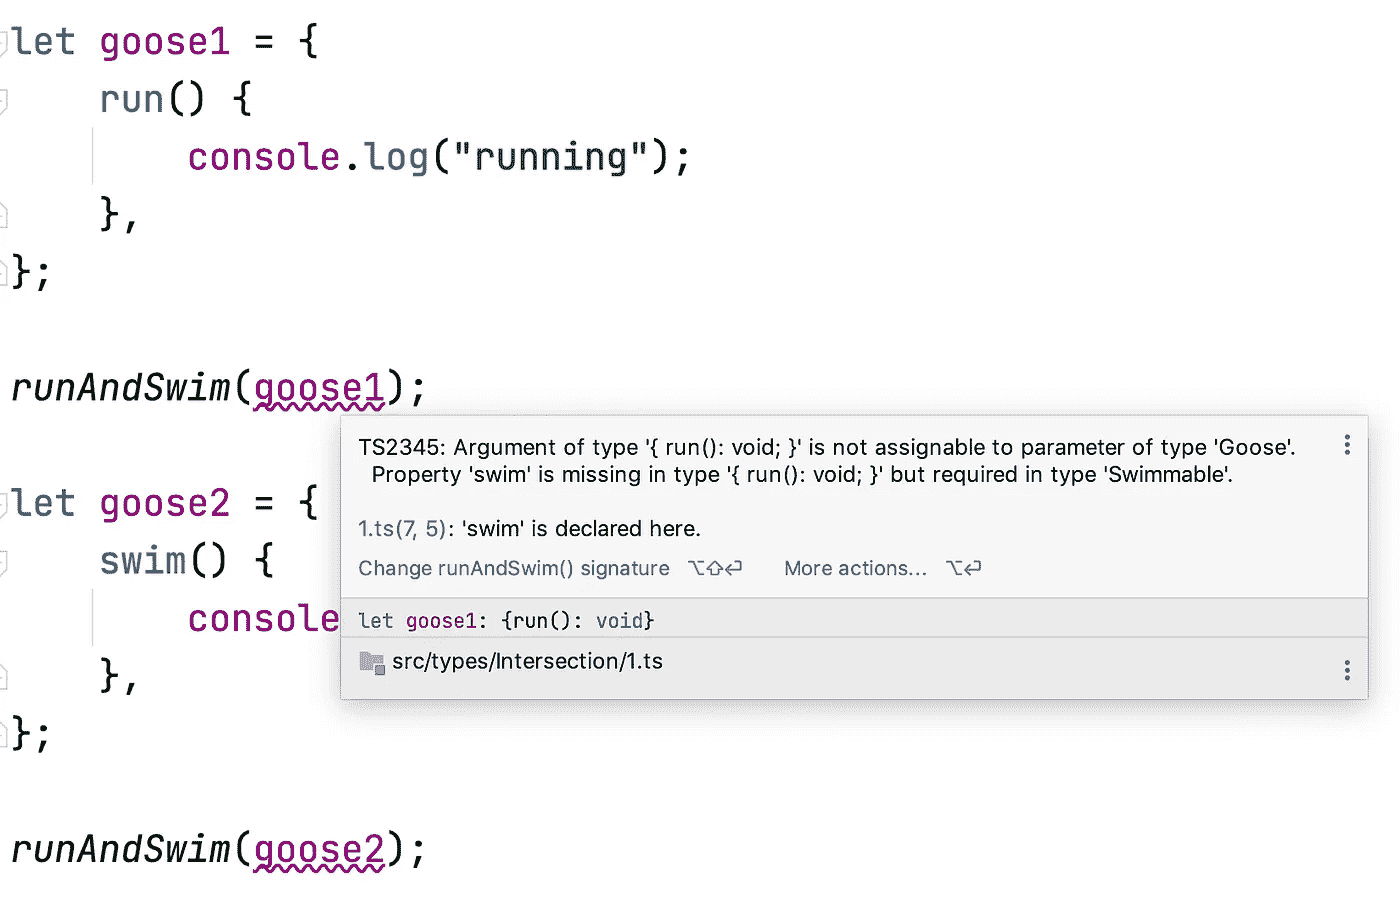 let goose1 = {
    run() {
        console.log("running");
    },
};
runAndSwim(goose1);
TS2345: Argument of type '{ run(): void; }' is not assignable to parameter of type 'Goose'.
Property 'swim' is missing in type '{ run(): void; }' but required in type 'Swimmable'.
1.ts(7, 5): 'swim' is declared here.
Change runAndSwim() signature ⌥⇧⏎ More actions... ⌥⏎
let goose1: {run(): void}
src/types/Intersection/1.ts
let goose2 = {
    swim() {
        console
    },
};
runAndSwim(goose2);